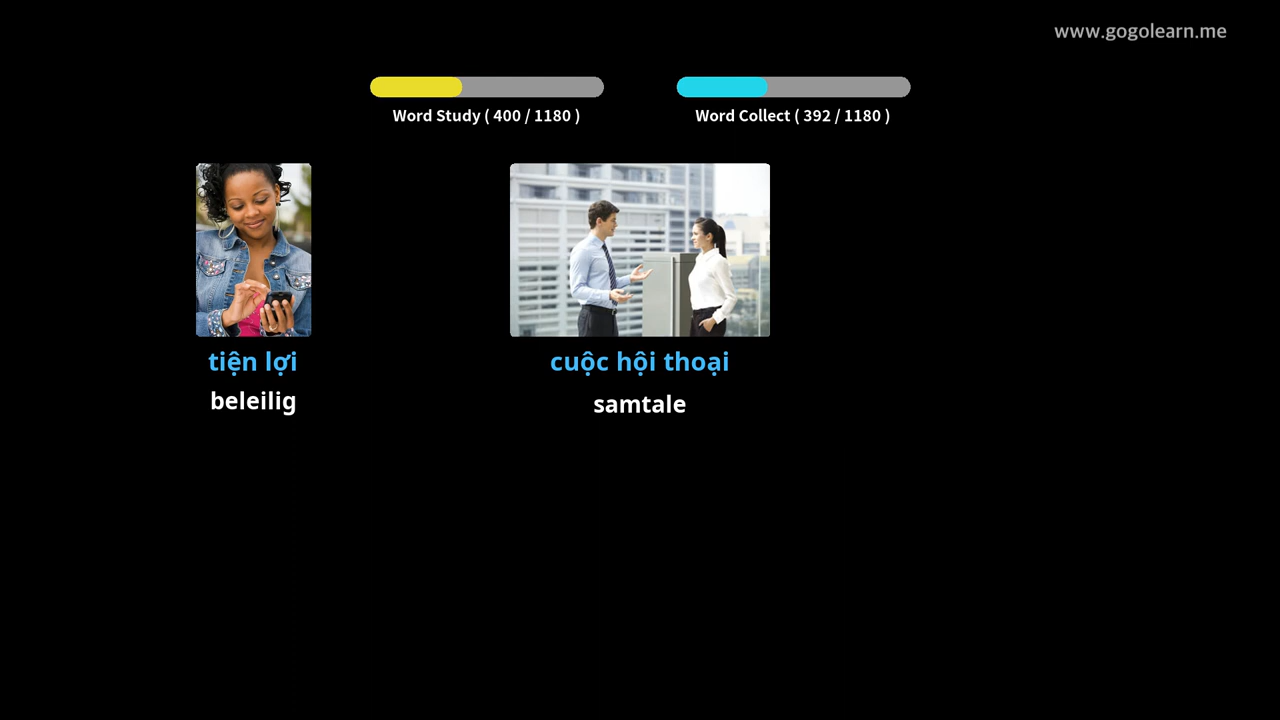 www.gogolearn.me
Word Study ( 400 / 1180 )
Word Collect ( 392 / 1180 )
tiện lợi
beleilig
cuộc hội thoại
samtale